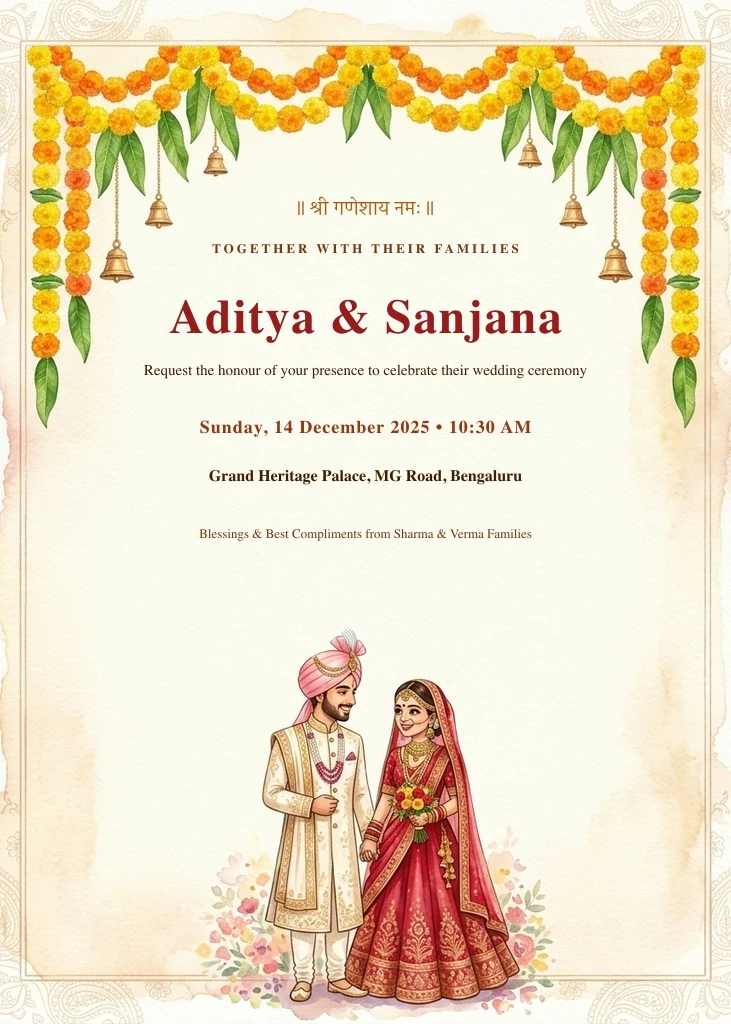 ॥ श्री गणेशाय नमः ॥
TOGETHER WITH THEIR FAMILIES
Aditya & Sanjana
Request the honour of your presence to celebrate their wedding ceremony
Sunday, 14 December 2025 • 10:30 AM
Grand Heritage Palace, MG Road, Bengaluru
Blessings & Best Compliments from Sharma & Verma Families